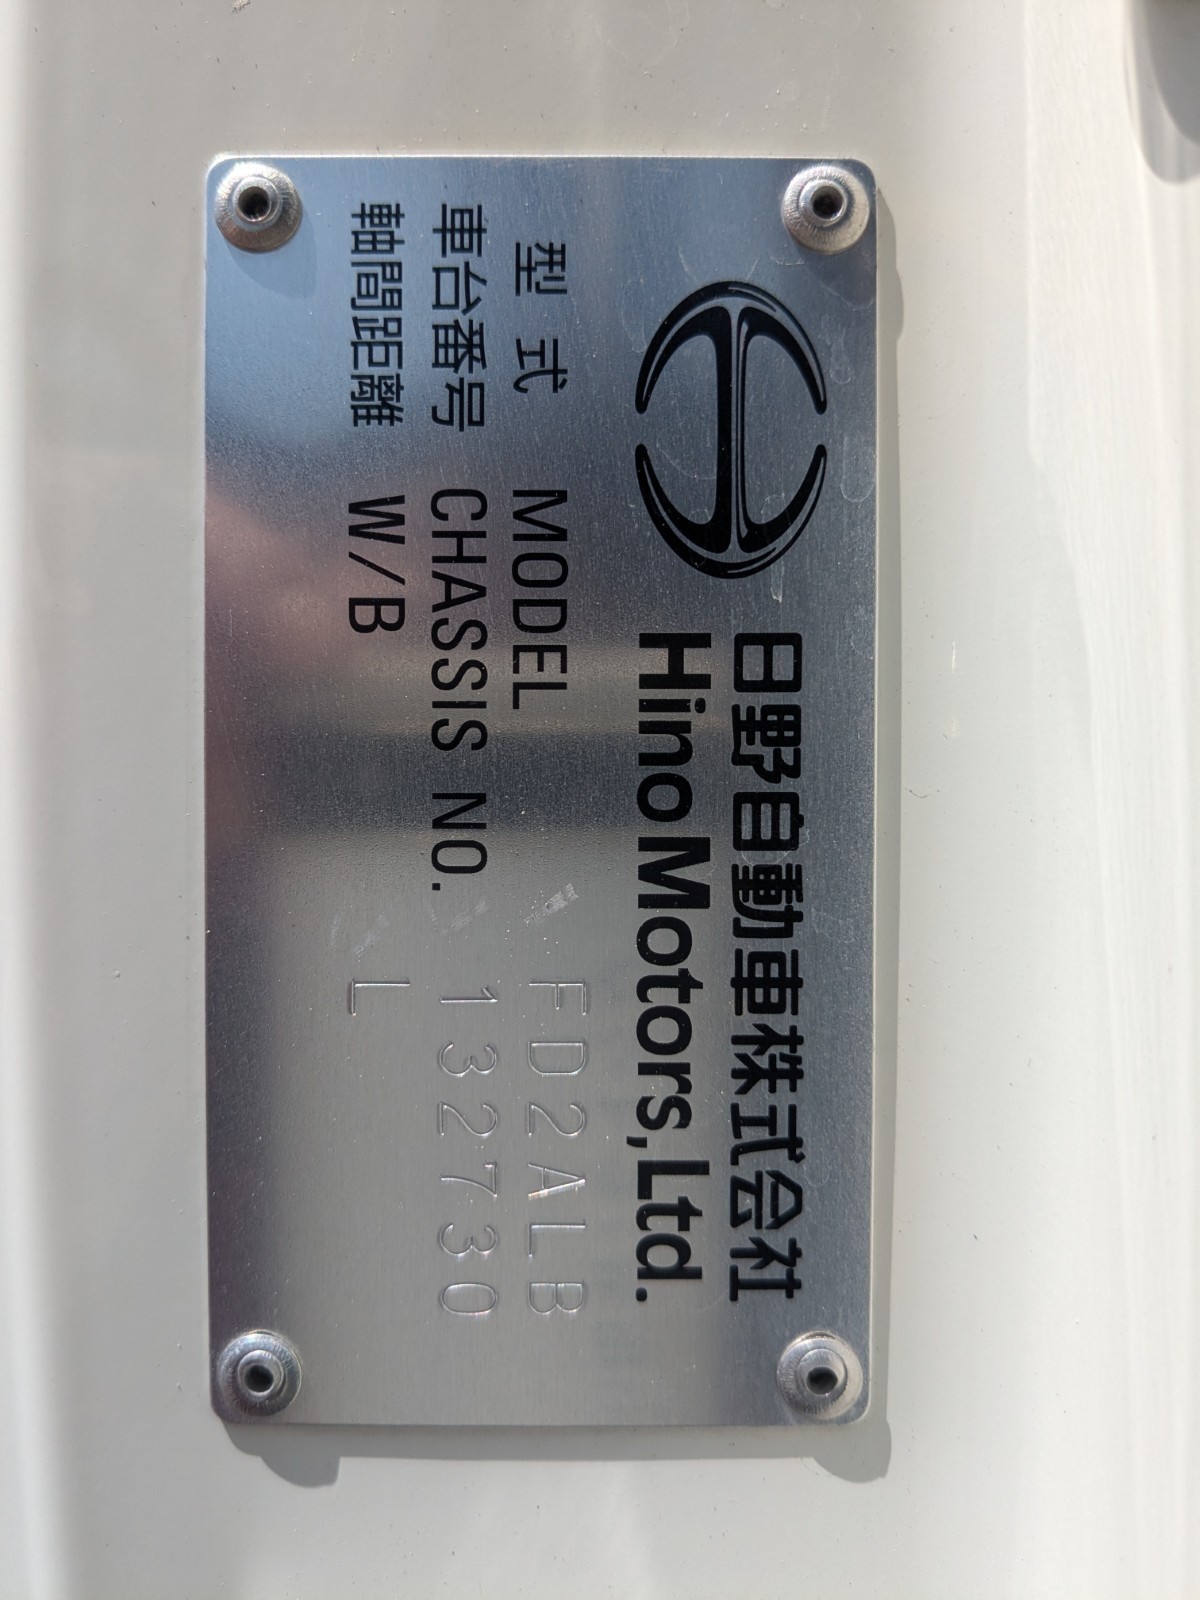 日野自動車株式会社
Hino Motors, Ltd.
型式 MODEL FD2ALB
車台番号 CHASSIS NO. 132730
軸間距離 W/B L